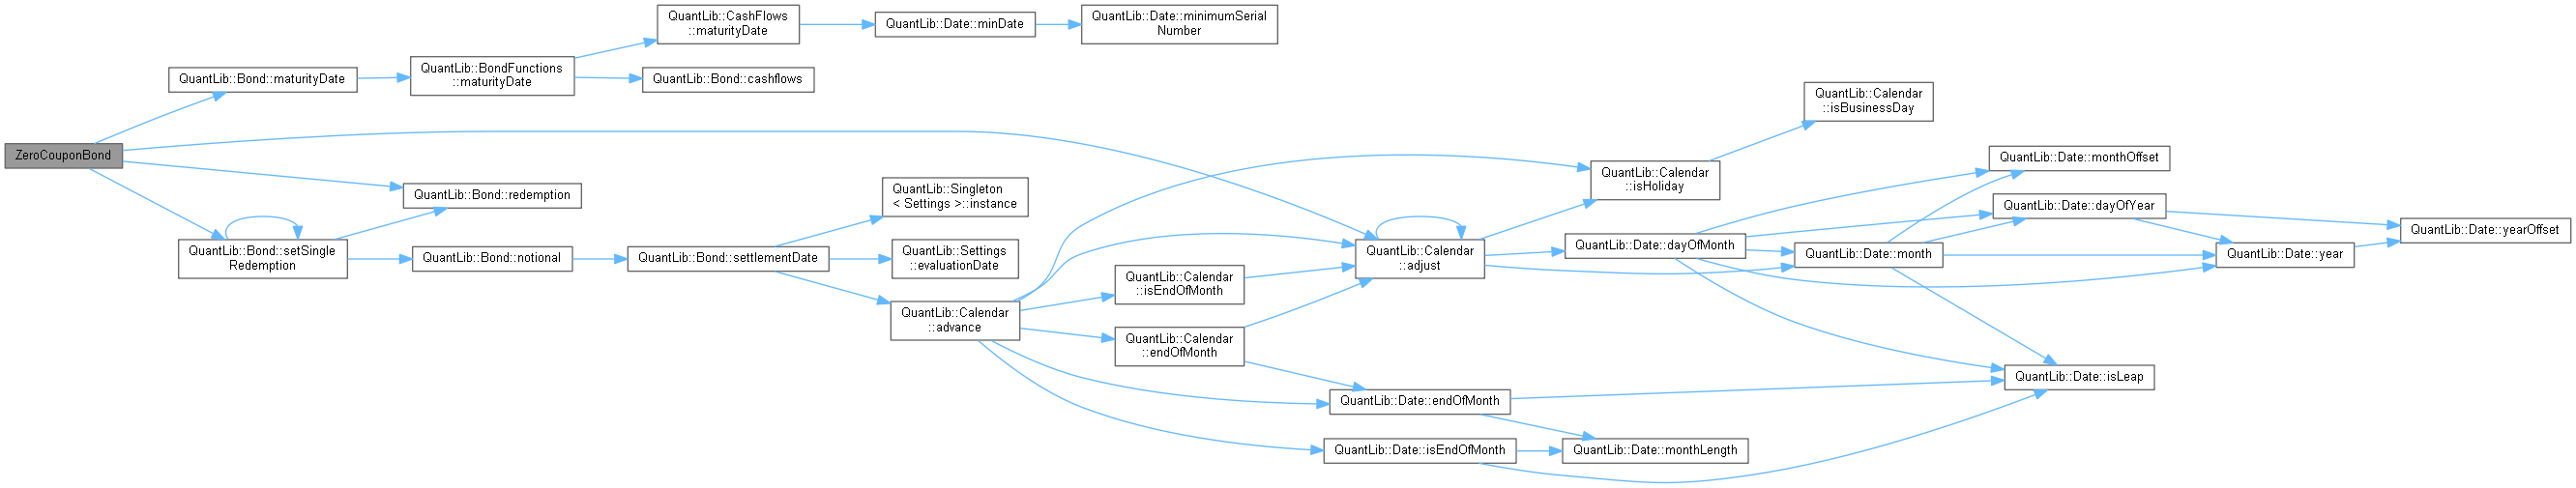 ZeroCouponBond
QuantLib::Bond::maturityDate
QuantLib::BondFunctions
::maturityDate
QuantLib::CashFlows
::maturityDate
QuantLib::Date::minDate
QuantLib::Date::minimumSerial
Number
QuantLib::Bond::cashflows
QuantLib::Bond::redemption
QuantLib::Bond::setSingle
Redemption
QuantLib::Bond::notional
QuantLib::Bond::settlementDate
QuantLib::Singleton
< Settings >::instance
QuantLib::Settings
::evaluationDate
QuantLib::Calendar
::advance
QuantLib::Calendar
::isEndOfMonth
QuantLib::Calendar
::endOfMonth
QuantLib::Calendar
::adjust
QuantLib::Date::endOfMonth
QuantLib::Date::isEndOfMonth
QuantLib::Calendar
::isHoliday
QuantLib::Calendar
::isBusinessDay
QuantLib::Date::dayOfMonth
QuantLib::Date::month
QuantLib::Date::monthOffset
QuantLib::Date::dayOfYear
QuantLib::Date::year
QuantLib::Date::yearOffset
QuantLib::Date::isLeap
QuantLib::Date::monthLength